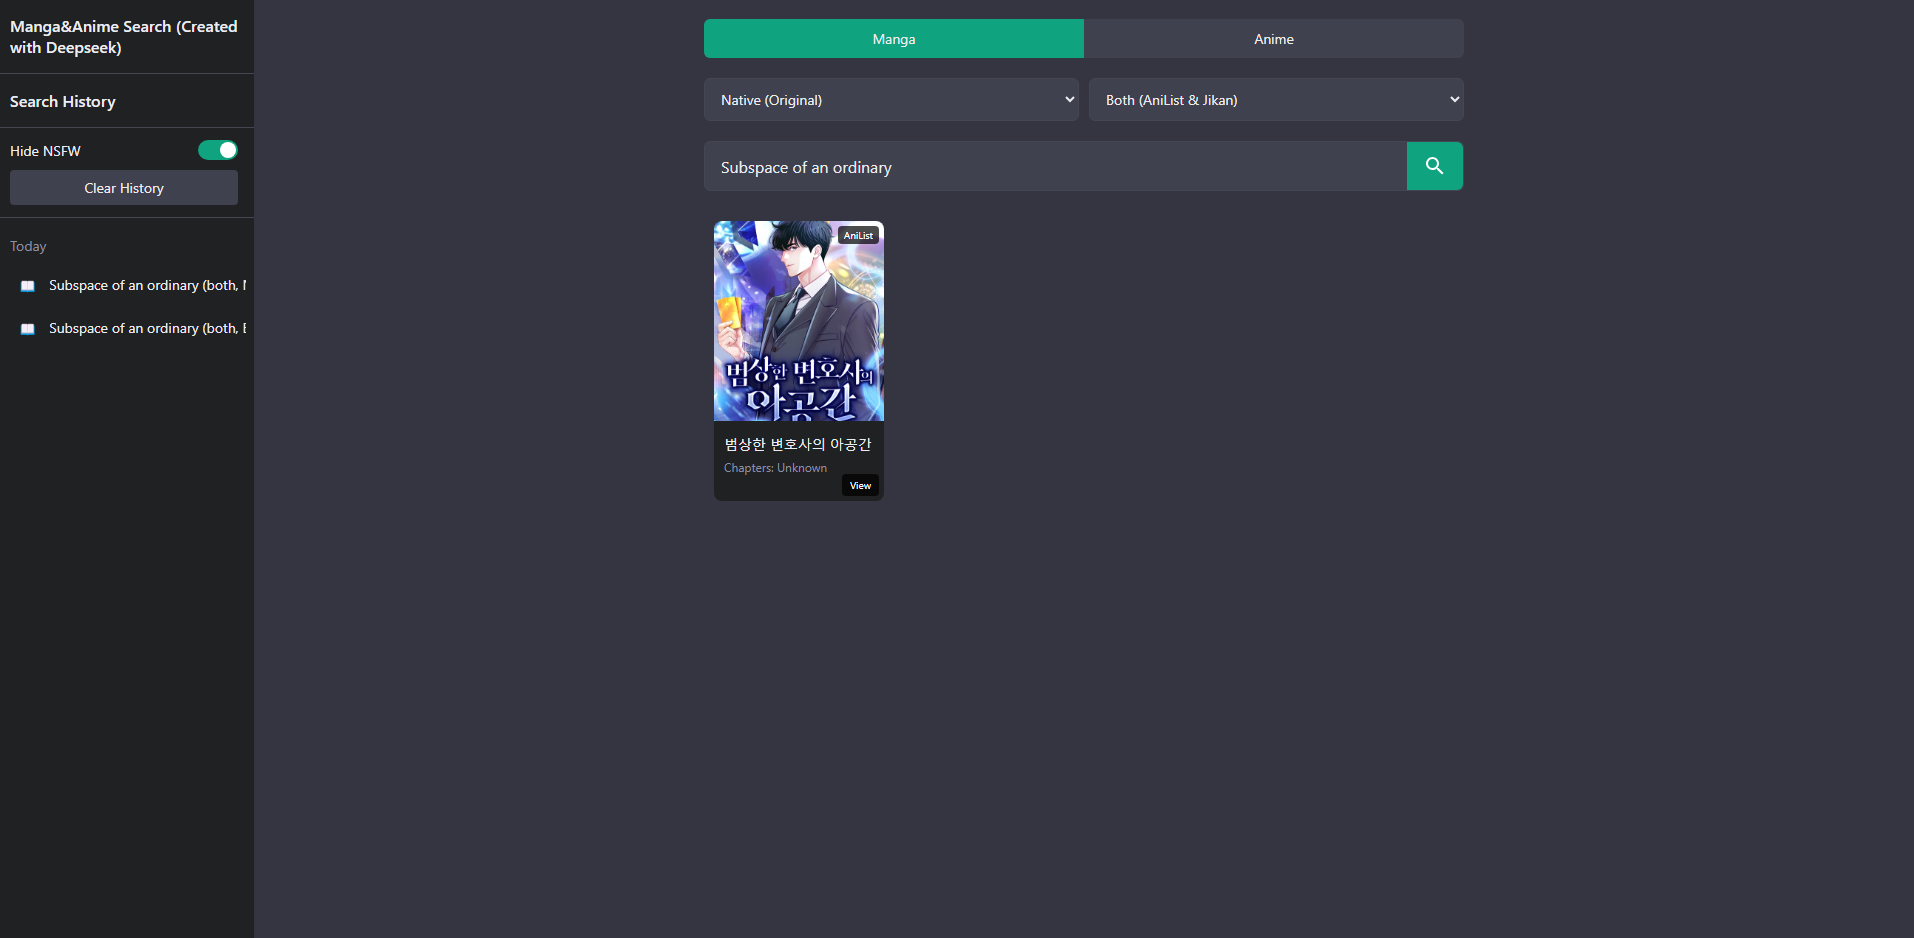 Manga&Anime Search (Created
with Deepseek)
Search History
Hide NSFW
Clear History
Today
Subspace of an ordinary (both,
Subspace of an ordinary (both,
Manga
Anime
Native (Original)
Both (AniList & Jikan)
Subspace of an ordinary
AniList
범상한 변호사의
아공간
범상한 변호사의 아공간
Chapters: Unknown
View